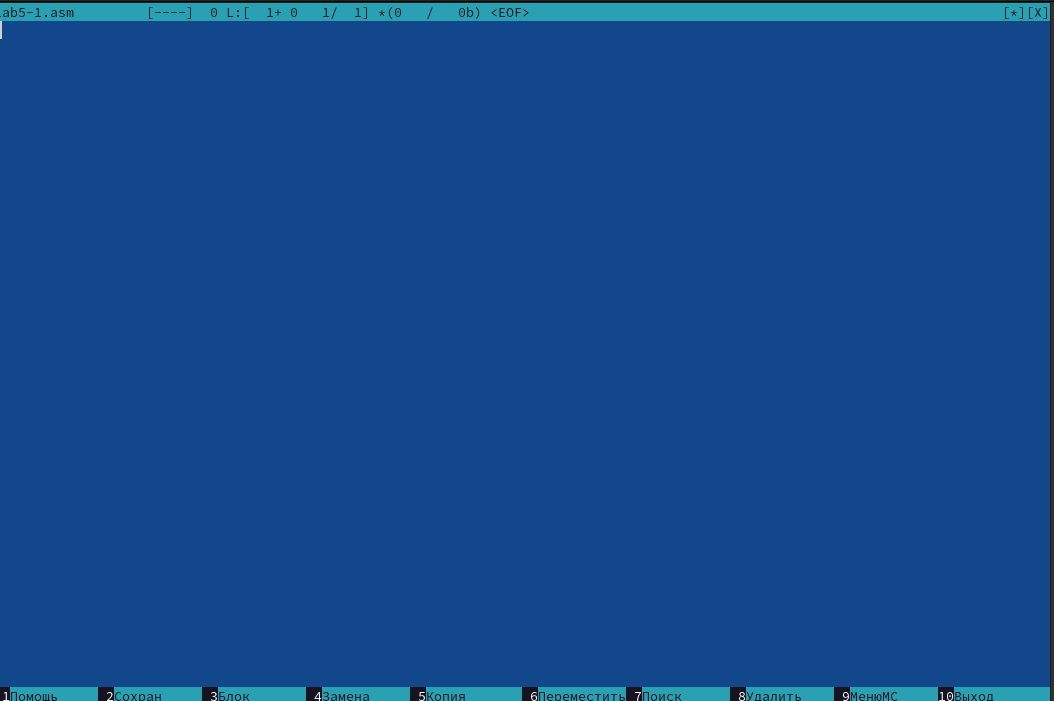 ab5-1.asm [----] 0 L:[ 1+ 0 1/ 1] *(0 / 0b) <EOF> [*][X]
1Помощь 2Сохран 3Блок 4Замена 5Копия 6Переместить 7Поиск 8Удалить 9МенюMC 10Выход